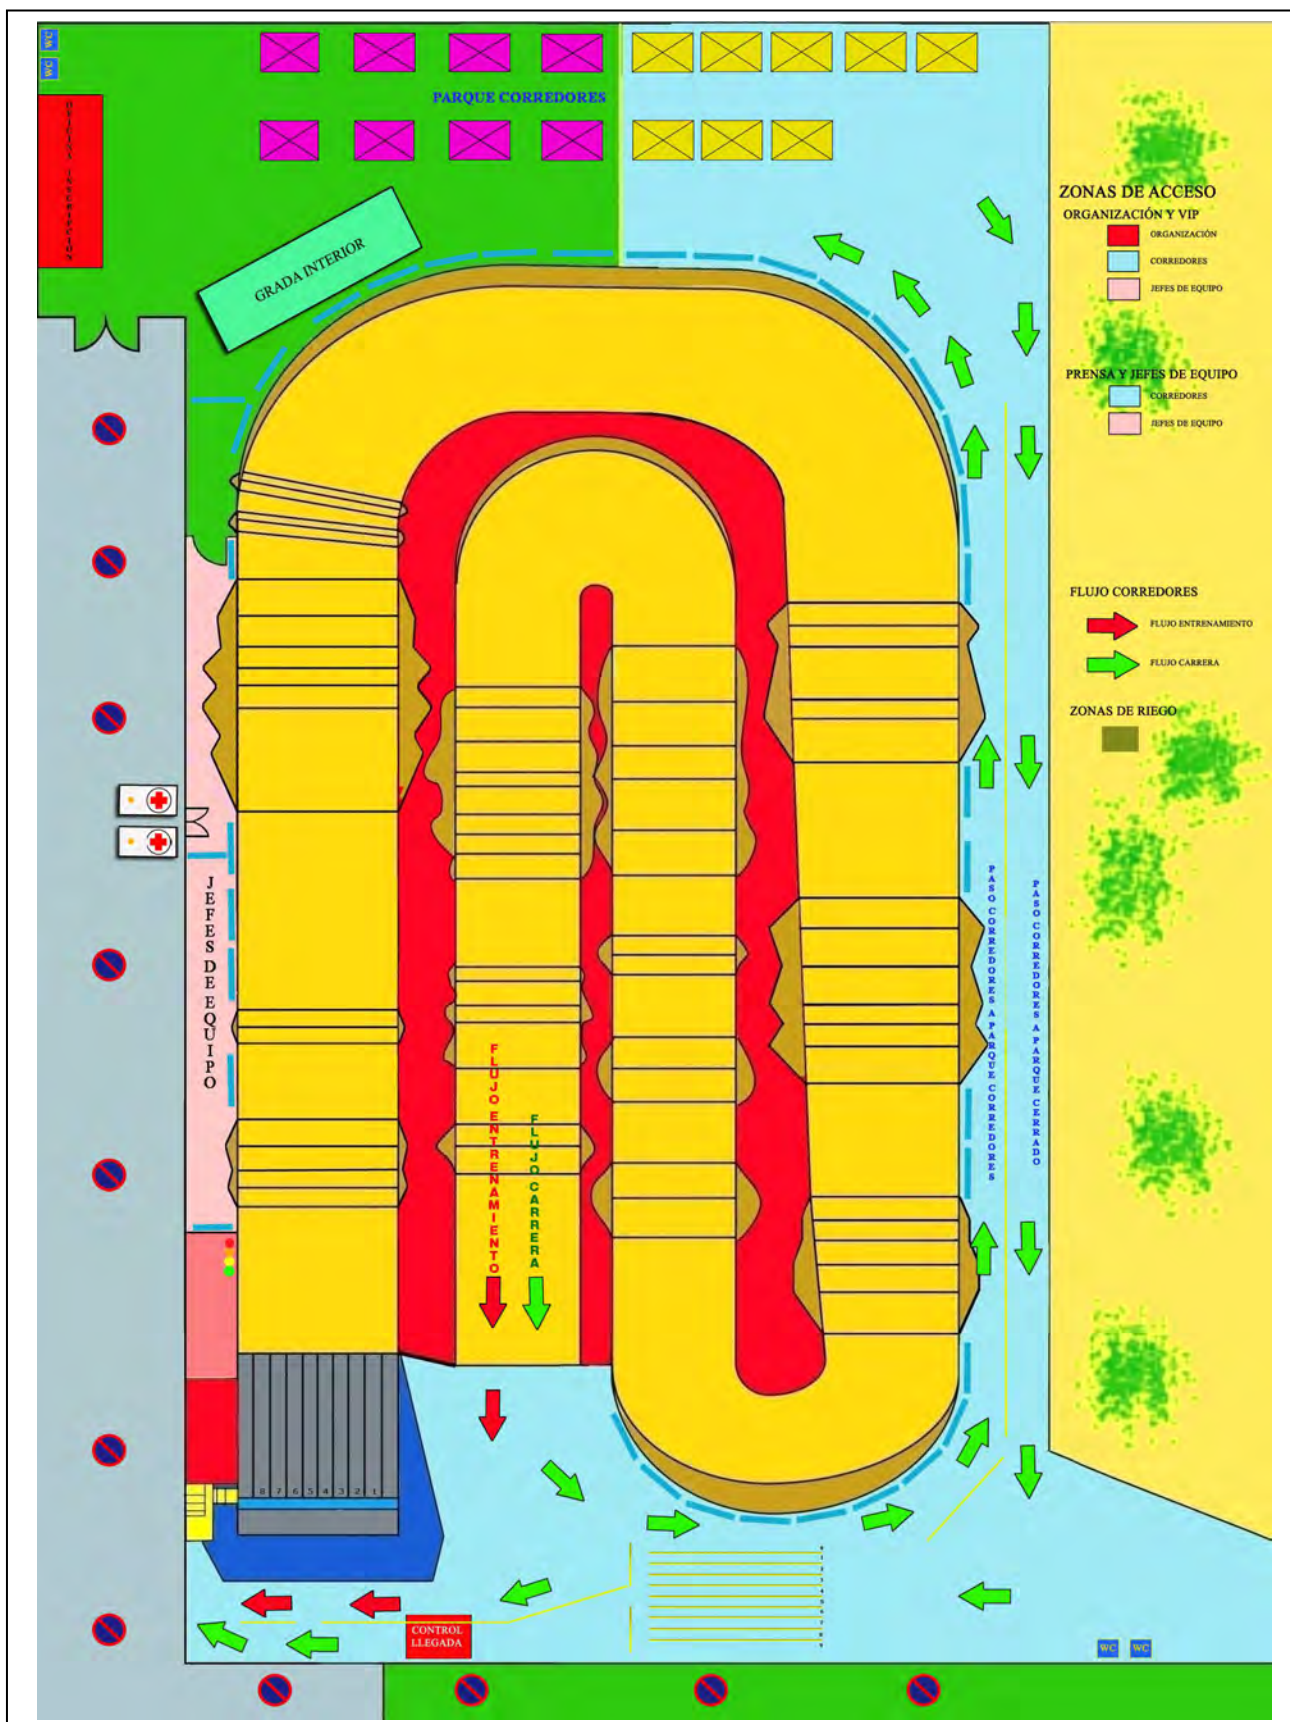 WC
WC
PARQUE CORREDORES
OFICINA Inscripcion
GRADA INTERIOR
ZONAS DE ACCESO
ORGANIZACIÓN Y VIP
ORGANIZACIÓN
CORREDORES
JEFES DE EQUIPO
PRENSA Y JEFES DE EQUIPO
CORREDORES
JEFES DE EQUIPO
FLUJO CORREDORES
FLUJO ENTRENAMIENTO
FLUJO CARRERA
ZONAS DE RIEGO
JEFES DE EQUIPO
PASO CORREDORES A PARQUE CORREDORES
PASO CORREDORES A PARQUE CERRADO
FLUJO ENTRENAMIENTO
FLUJO CARRERA
8 7 6 5 4 3 2 1
CONTROL
LLEGADA
WC WC